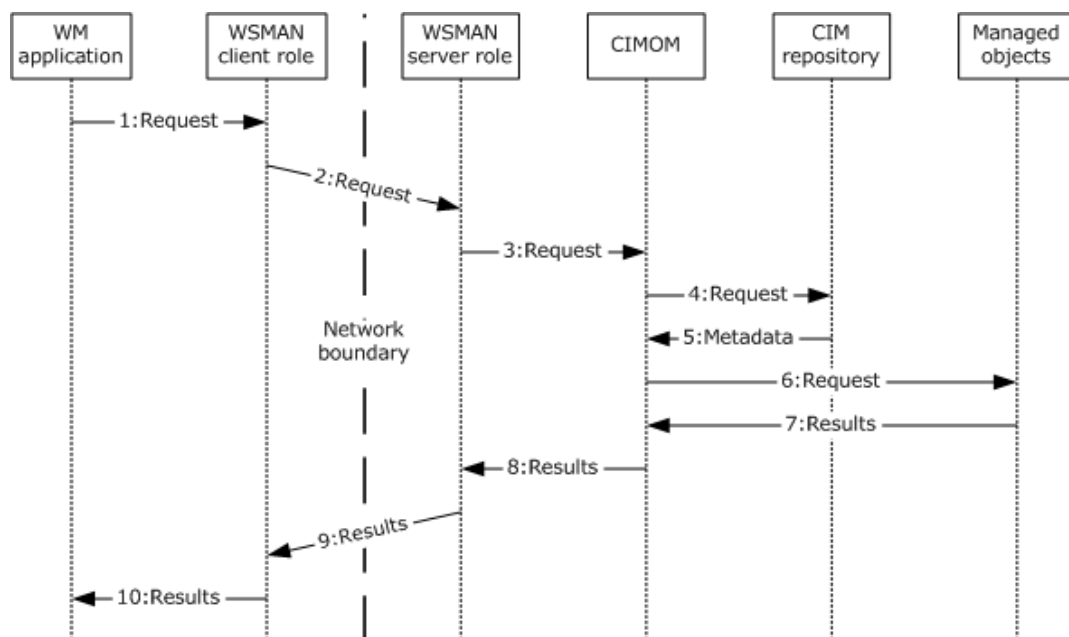 WM
application
WSMAN
client role
WSMAN
server role
CIMOM
CIM
repository
Managed
objects
1:Request
2:Request
3:Request
4:Request
Network
boundary
5:Metadata
6:Request
7:Results
8:Results
9:Results
10:Results